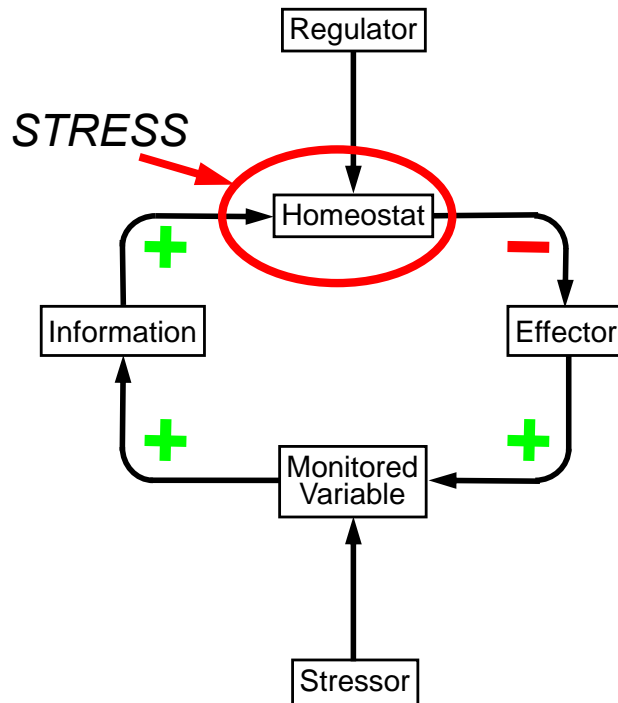 Regulator
STRESS
Homeostat
Information
Effector
Monitored
Variable
Stressor